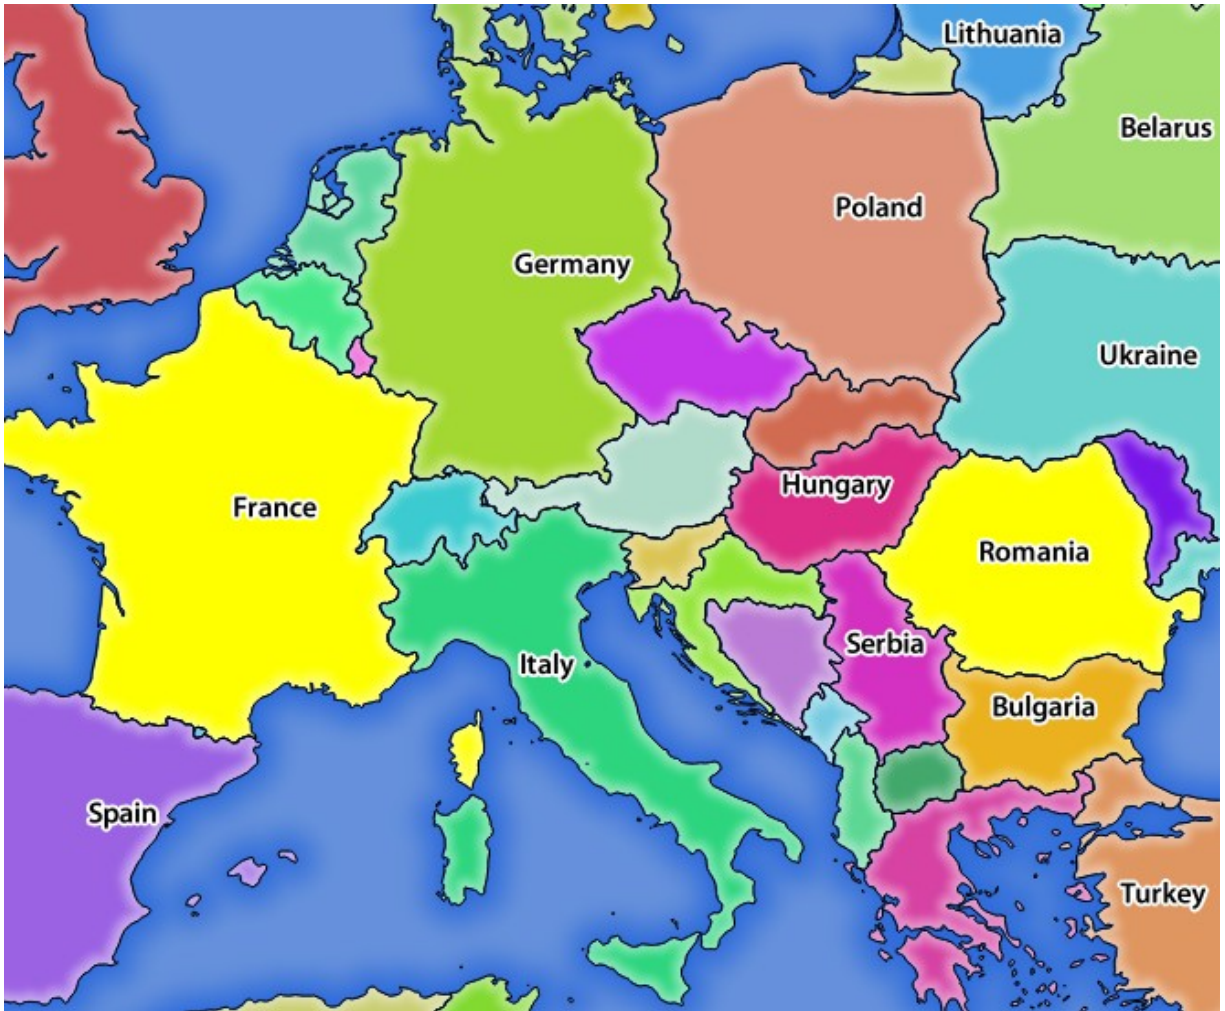 Lithuania
Belarus
Poland
Germany
Ukraine
Hungary
France
Romania
Serbia
Italy
Bulgaria
Spain
Turkey